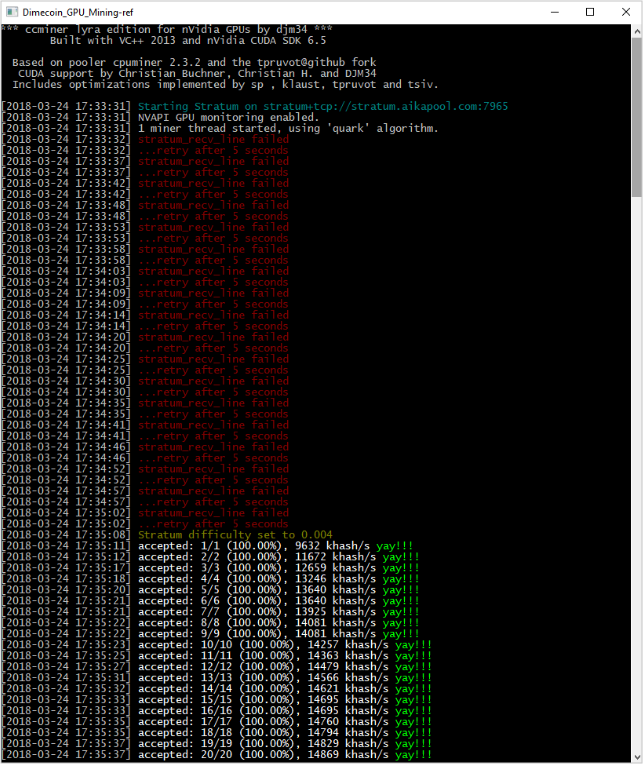 Dimecoin_GPU_Mining-ref
*** ccminer lyra edition for nVidia GPUs by djm34 ***
Built with VC++ 2013 and nVidia CUDA SDK 6.5
Based on pooler cpuminer 2.3.2 and the tpruvot@github fork
CUDA support by Christian Buchner, Christian H. and DJM34
Includes optimizations implemented by sp , klaust, tpruvot and tsiv.
[2018-03-24 17:33:31] Starting Stratum on stratum+tcp://stratum.aikapool.com:7965
[2018-03-24 17:33:31] NVAPI GPU monitoring enabled.
[2018-03-24 17:33:31] 1 miner thread started, using 'quark' algorithm.
[2018-03-24 17:33:32] stratum_recv_line failed
[2018-03-24 17:33:32] ...retry after 5 seconds
[2018-03-24 17:33:37] stratum_recv_line failed
[2018-03-24 17:33:37] ...retry after 5 seconds
[2018-03-24 17:33:42] stratum_recv_line failed
[2018-03-24 17:33:42] ...retry after 5 seconds
[2018-03-24 17:33:48] stratum_recv_line failed
[2018-03-24 17:33:48] ...retry after 5 seconds
[2018-03-24 17:33:53] stratum_recv_line failed
[2018-03-24 17:33:53] ...retry after 5 seconds
[2018-03-24 17:33:58] stratum_recv_line failed
[2018-03-24 17:33:58] ...retry after 5 seconds
[2018-03-24 17:34:03] stratum_recv_line failed
[2018-03-24 17:34:03] ...retry after 5 seconds
[2018-03-24 17:34:09] stratum_recv_line failed
[2018-03-24 17:34:09] ...retry after 5 seconds
[2018-03-24 17:34:14] stratum_recv_line failed
[2018-03-24 17:34:14] ...retry after 5 seconds
[2018-03-24 17:34:20] stratum_recv_line failed
[2018-03-24 17:34:20] ...retry after 5 seconds
[2018-03-24 17:34:25] stratum_recv_line failed
[2018-03-24 17:34:25] ...retry after 5 seconds
[2018-03-24 17:34:30] stratum_recv_line failed
[2018-03-24 17:34:30] ...retry after 5 seconds
[2018-03-24 17:34:35] stratum_recv_line failed
[2018-03-24 17:34:35] ...retry after 5 seconds
[2018-03-24 17:34:41] stratum_recv_line failed
[2018-03-24 17:34:41] ...retry after 5 seconds
[2018-03-24 17:34:46] stratum_recv_line failed
[2018-03-24 17:34:46] ...retry after 5 seconds
[2018-03-24 17:34:52] stratum_recv_line failed
[2018-03-24 17:34:52] ...retry after 5 seconds
[2018-03-24 17:34:57] stratum_recv_line failed
[2018-03-24 17:34:57] ...retry after 5 seconds
[2018-03-24 17:35:02] stratum_recv_line failed
[2018-03-24 17:35:02] ...retry after 5 seconds
[2018-03-24 17:35:08] Stratum difficulty set to 0.004
[2018-03-24 17:35:11] accepted: 1/1 (100.00%), 9632 khash/s yay!!!
[2018-03-24 17:35:12] accepted: 2/2 (100.00%), 11672 khash/s yay!!!
[2018-03-24 17:35:17] accepted: 3/3 (100.00%), 12659 khash/s yay!!!
[2018-03-24 17:35:18] accepted: 4/4 (100.00%), 13246 khash/s yay!!!
[2018-03-24 17:35:20] accepted: 5/5 (100.00%), 13640 khash/s yay!!!
[2018-03-24 17:35:21] accepted: 6/6 (100.00%), 13640 khash/s yay!!!
[2018-03-24 17:35:21] accepted: 7/7 (100.00%), 13925 khash/s yay!!!
[2018-03-24 17:35:22] accepted: 8/8 (100.00%), 14081 khash/s yay!!!
[2018-03-24 17:35:22] accepted: 9/9 (100.00%), 14081 khash/s yay!!!
[2018-03-24 17:35:23] accepted: 10/10 (100.00%), 14257 khash/s yay!!!
[2018-03-24 17:35:25] accepted: 11/11 (100.00%), 14363 khash/s yay!!!
[2018-03-24 17:35:27] accepted: 12/12 (100.00%), 14479 khash/s yay!!!
[2018-03-24 17:35:31] accepted: 13/13 (100.00%), 14566 khash/s yay!!!
[2018-03-24 17:35:32] accepted: 14/14 (100.00%), 14621 khash/s yay!!!
[2018-03-24 17:35:33] accepted: 15/15 (100.00%), 14695 khash/s yay!!!
[2018-03-24 17:35:33] accepted: 16/16 (100.00%), 14695 khash/s yay!!!
[2018-03-24 17:35:35] accepted: 17/17 (100.00%), 14760 khash/s yay!!!
[2018-03-24 17:35:37] accepted: 18/18 (100.00%), 14794 khash/s yay!!!
[2018-03-24 17:35:37] accepted: 19/19 (100.00%), 14829 khash/s yay!!!
[2018-03-24 17:35:37] accepted: 20/20 (100.00%), 14869 khash/s yay!!!